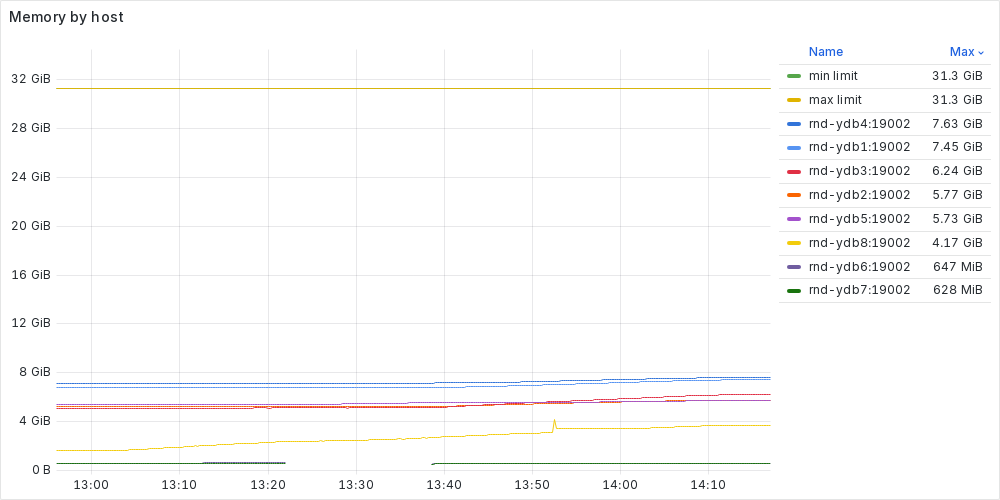 Memory by host
Name Max
min limit 31.3 GiB
max limit 31.3 GiB
rnd-ydb4:19002 7.63 GiB
rnd-ydb1:19002 7.45 GiB
rnd-ydb3:19002 6.24 GiB
rnd-ydb2:19002 5.77 GiB
rnd-ydb5:19002 5.73 GiB
rnd-ydb8:19002 4.17 GiB
rnd-ydb6:19002 647 MiB
rnd-ydb7:19002 628 MiB
32 GiB
28 GiB
24 GiB
20 GiB
16 GiB
12 GiB
8 GiB
4 GiB
0 B
13:00 13:10 13:20 13:30 13:40 13:50 14:00 14:10